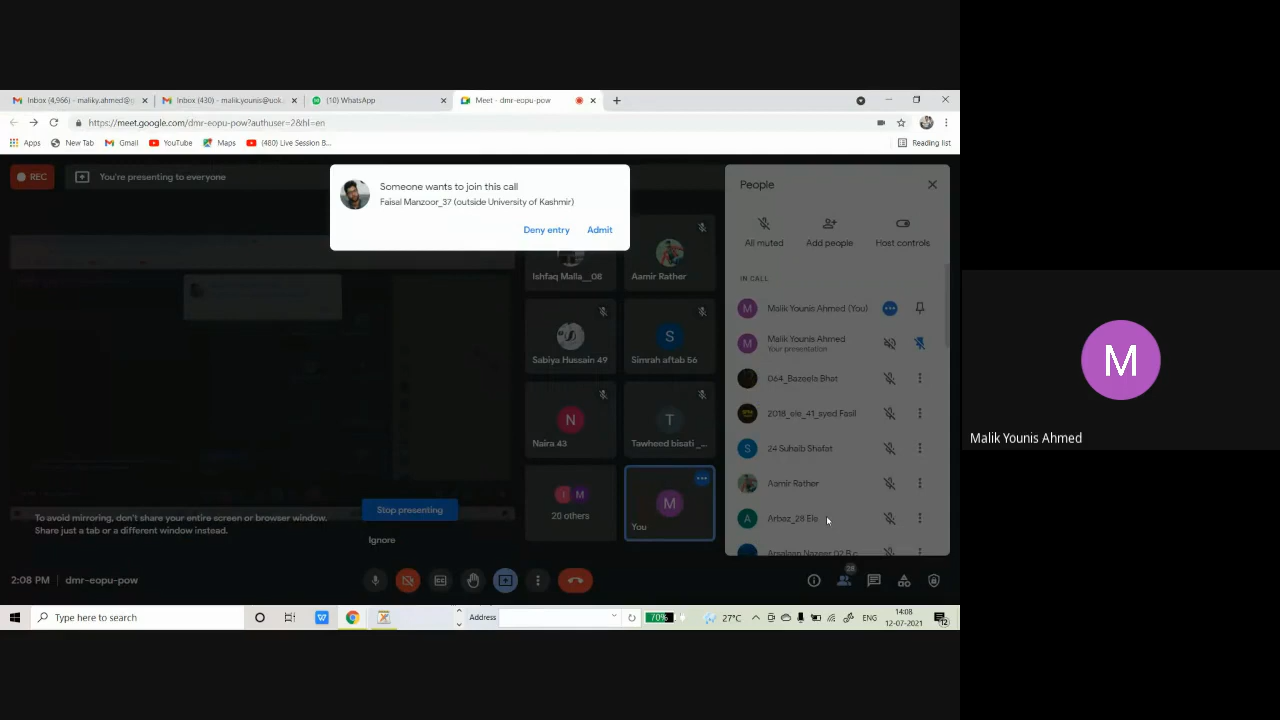 Inbox (4,966) - maliky.ahmed@g
Inbox (430) - malik.younis@uok.
(10) WhatsApp
Meet - dmr-eopu-pow
https://meet.google.com/dmr-eopu-pow?authuser=2&hl=en
Apps
New Tab
Gmail
YouTube
Maps
(480) Live Session B...
Reading list
REC
You're presenting to everyone
Someone wants to join this call
Faisal Manzoor_37 (outside University of Kashmir)
Deny entry
Admit
People
All muted
Add people
Host controls
IN CALL
Malik Younis Ahmed (You)
Malik Younis Ahmed
Your presentation
064_Bazeela Bhat
2018_ele_41_syed Fasil
24 Suhaib Shafat
Aamir Rather
Arbaz_28 Ele
Arsalaan Nazeer 02 B.c
Ishfaq Malla__08
Aamir Rather
Sabiya Hussain 49
Simrah aftab 56
Naira 43
Tawheed bisati _...
26 others
You
To avoid mirroring, don't share your entire screen or browser window.
Share just a tab or a different window instead.
Stop presenting
Ignore
2:08 PM | dmr-eopu-pow
28
Type here to search
Address
70%
27°C
ENG
14:08
12-07-2021
12
M
Malik Younis Ahmed